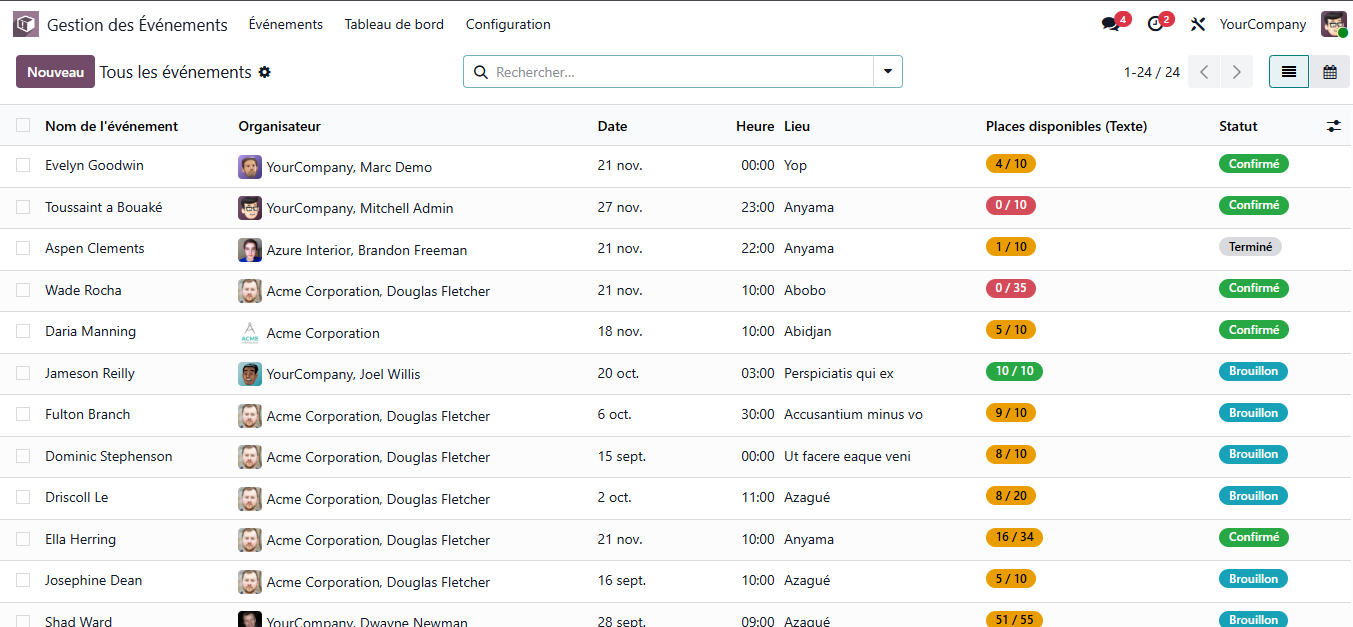 Gestion des Événements Événements Tableau de bord Configuration 4 2 YourCompany
Nouveau Tous les événements Rechercher... 1-24 / 24
Nom de l'événement Organisateur Date Heure Lieu Places disponibles (Texte) Statut
Evelyn Goodwin YourCompany, Marc Demo 21 nov. 00:00 Yop 4 / 10 Confirmé
Toussaint a Bouaké YourCompany, Mitchell Admin 27 nov. 23:00 Anyama 0 / 10 Confirmé
Aspen Clements Azure Interior, Brandon Freeman 21 nov. 22:00 Anyama 1 / 10 Terminé
Wade Rocha Acme Corporation, Douglas Fletcher 21 nov. 10:00 Abobo 0 / 35 Confirmé
Daria Manning ACME Acme Corporation 18 nov. 10:00 Abidjan 5 / 10 Confirmé
Jameson Reilly YourCompany, Joel Willis 20 oct. 03:00 Perspiciatis qui ex 10 / 10 Brouillon
Fulton Branch Acme Corporation, Douglas Fletcher 6 oct. 30:00 Accusantium minus vo 9 / 10 Brouillon
Dominic Stephenson Acme Corporation, Douglas Fletcher 15 sept. 00:00 Ut facere eaque veni 8 / 10 Brouillon
Driscoll Le Acme Corporation, Douglas Fletcher 2 oct. 11:00 Azagué 8 / 20 Brouillon
Ella Herring Acme Corporation, Douglas Fletcher 21 nov. 10:00 Anyama 16 / 34 Confirmé
Josephine Dean Acme Corporation, Douglas Fletcher 16 sept. 10:00 Azagué 5 / 10 Brouillon
Shad Ward YourCompany, Dwayne Newman 28 sept. 09:00 Azagué 51 / 55 Brouillon